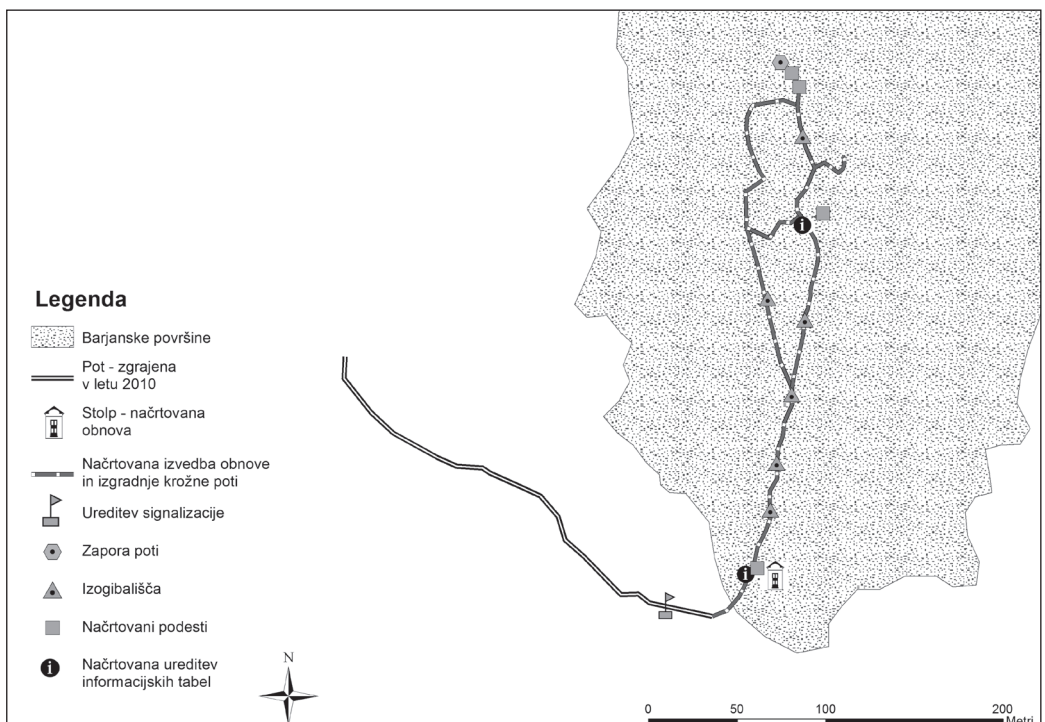 Legenda
Barjanske površine
Pot - zgrajena
v letu 2010
Stolp - načrtovana
obnova
Načrtovana izvedba obnove
in izgradnje krožne poti
Ureditev signalizacije
Zapora poti
Izogibališča
Načrtovani podesti
Načrtovana ureditev
informacijskih tabel
i
i
i
N
0 50 100 200
Metri